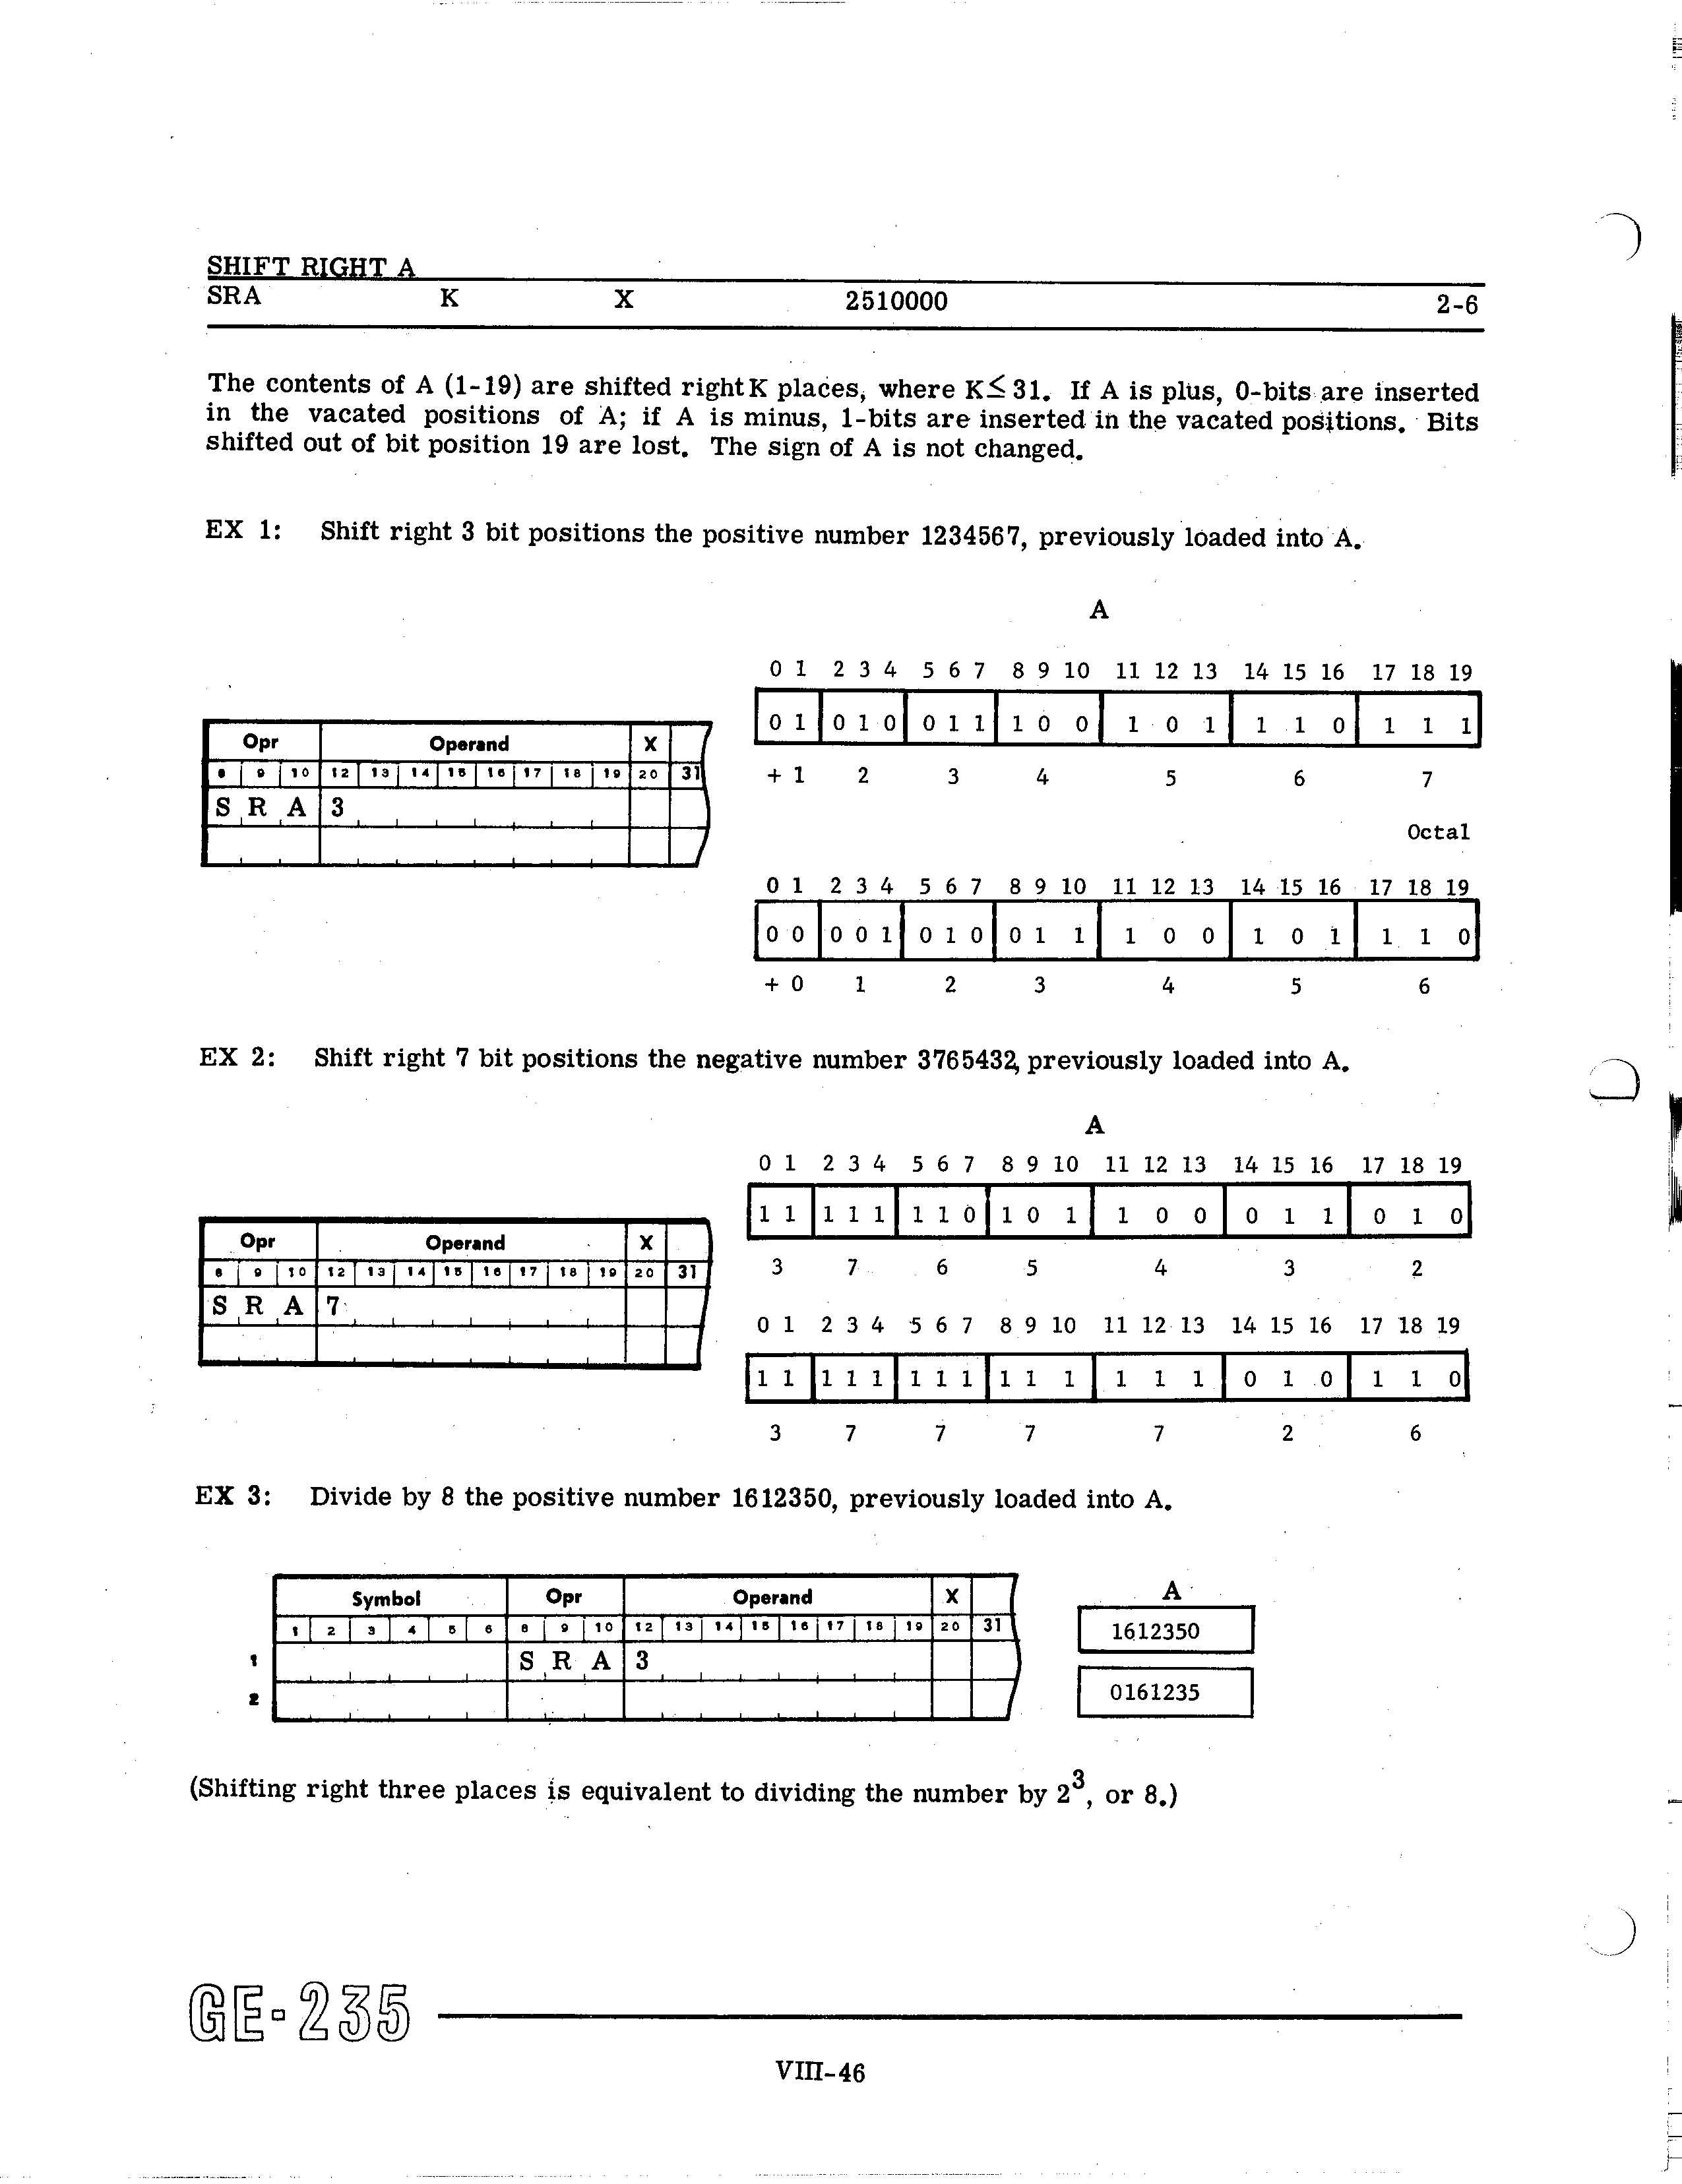 SHIFT RIGHT A
SRA K X 2510000 2-6
The contents of A (1-19) are shifted right K places, where K≤31. If A is plus, 0-bits are inserted
in the vacated positions of A; if A is minus, 1-bits are inserted in the vacated positions. Bits
shifted out of bit position 19 are lost. The sign of A is not changed.
EX 1: Shift right 3 bit positions the positive number 1234567, previously loaded into A.
A
0 1 2 3 4 5 6 7 8 9 10 11 12 13 14 15 16 17 18 19
0 1 0 1 0 0 1 1 1 0 0 1 0 1 1 1 0 1 1 1
+ 1 2 3 4 5 6 7
Octal
Opr Operand X
8 9 10 12 13 14 15 16 17 18 19 20 31
S R A 3
0 1 2 3 4 5 6 7 8 9 10 11 12 13 14 15 16 17 18 19
0 0 0 0 1 0 1 0 0 1 1 1 0 0 1 0 1 1 1 0
+ 0 1 2 3 4 5 6
EX 2: Shift right 7 bit positions the negative number 3765432, previously loaded into A.
A
0 1 2 3 4 5 6 7 8 9 10 11 12 13 14 15 16 17 18 19
1 1 1 1 1 1 1 0 1 0 1 1 0 0 0 1 1 0 1 0
3 7 6 5 4 3 2
Opr Operand X
8 9 10 12 13 14 15 16 17 18 19 20 31
S R A 7
0 1 2 3 4 5 6 7 8 9 10 11 12 13 14 15 16 17 18 19
1 1 1 1 1 1 1 1 1 1 1 1 1 1 0 1 0 1 1 0
3 7 7 7 7 2 6
EX 3: Divide by 8 the positive number 1612350, previously loaded into A.
Symbol Opr Operand X A
1 2 3 4 5 6 8 9 10 12 13 14 15 16 17 18 19 20 31 1612350
1 S R A 3
2 0161235
(Shifting right three places is equivalent to dividing the number by 2³, or 8.)
GE-235
VIII-46